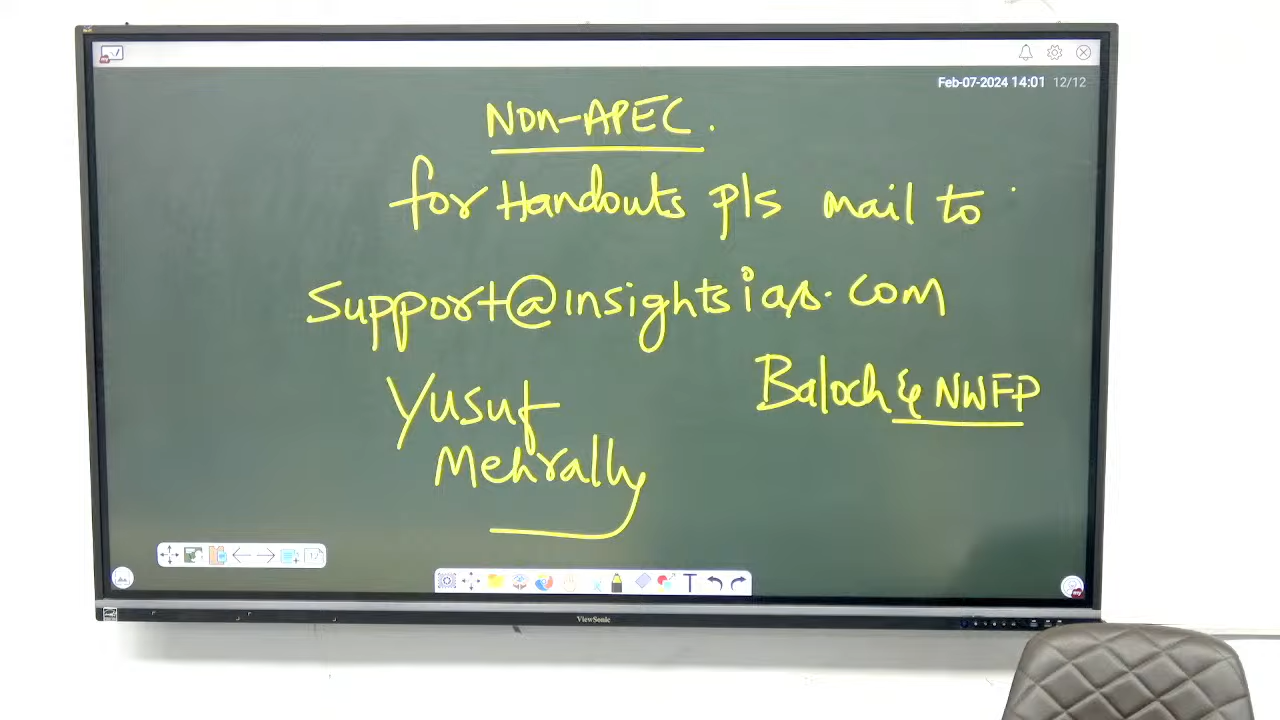 Feb-07-2024 14:01 12/12
NON-APEC.
for Handouts pls mail to
Support@insightsias.com
Baloch & NWFP
Yusuf
Mehrally
T
ViewSonic